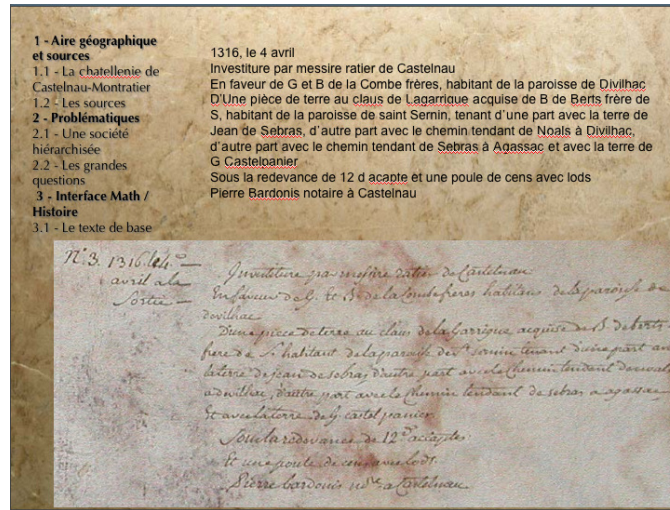 1 - Aire géographique
et sources
1.1 - La chatellenie de
Castelnau-Montratier
1.2 - Les sources
2 - Problématiques
2.1 - Une société
hiérarchisée
2.2 - Les grandes
questions
3 - Interface Math /
Histoire
3.1 - Le texte de base
1316, le 4 avril
Investiture par messire ratier de Castelnau
En faveur de G et B de la Combe frères, habitant de la paroisse de Divilhac
D'Une pièce de terre au claus de Lagarrigue acquise de B de Berts frère de
S, habitant de la paroisse de saint Sernin, tenant d'une part avec la terre de
Jean de Sebras, d'autre part avec le chemin tendant de Noals à Divilhac,
d'autre part avec le chemin tendant de Sebras à Agassac et avec la terre de
G Castelpanier
Sous la redevance de 12 d acapte et une poule de cens avec lods
Pierre Bardonis notaire à Castelnau
N° 3. 1316. le 4
avril a la
Sortie
Investiture par messire ratier de Castelnau
En faveur de G. et B. de la Combe freres habitans de la paroisse de
divilhac
D'une piece de terre au claus de la Garrigue acquise de B. de berts
frere de S. habitant de la paroisse de st sernin tenant d'une part avec
la terre de jean de sebras d'autre part avec le chemin tendant de noals
a divilhac, d'autre part avec le chemin tendant de sebras a agassac
Et avec la terre de G. castelpanier
Sous la redevance de 12 d acaptes
Et une poule de cens avec lods.
Pierre bardonis nre a Castelnau